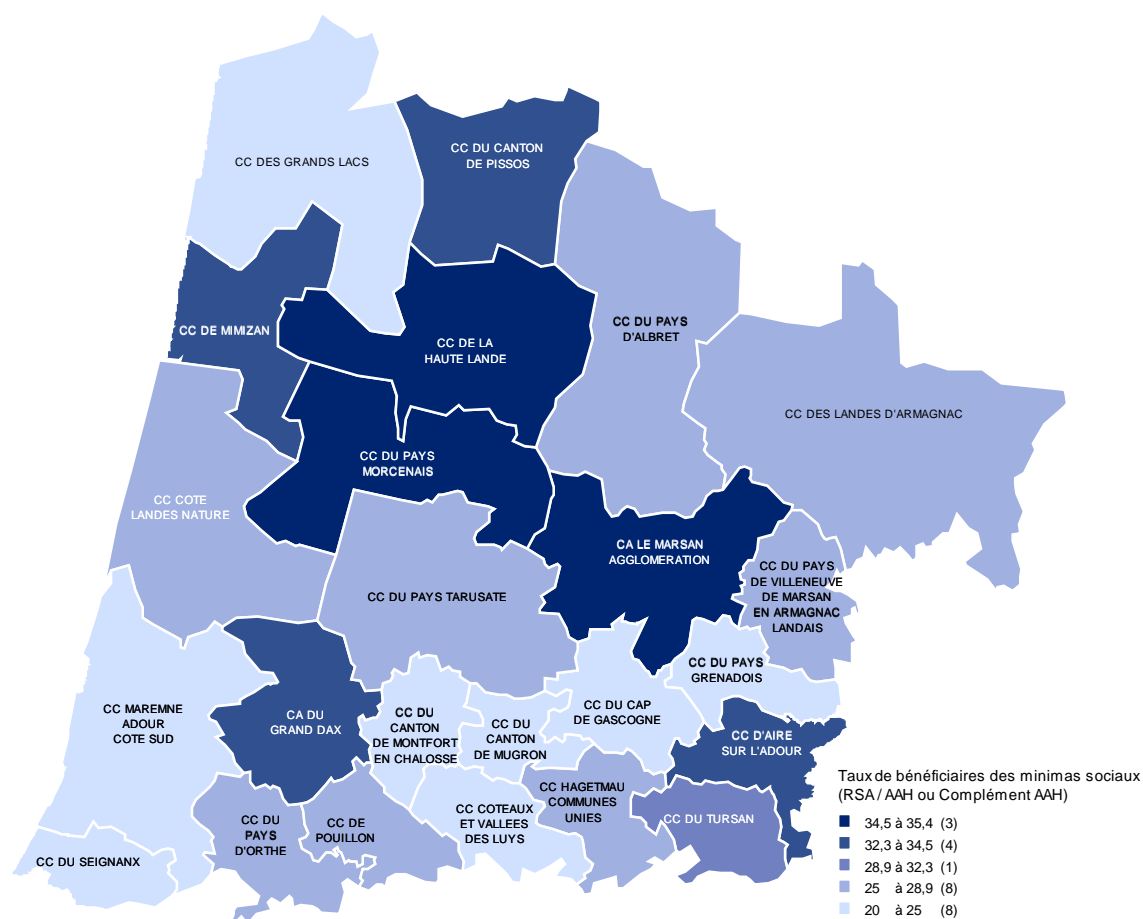 CC DES GRANDS LACS
CC DU CANTON
DE PISSOS
CC DE MIMIZAN
CC DE LA
HAUTE LANDE
CC DU PAYS
D'ALBRET
CC DES LANDES D'ARMAGNAC
CC DU PAYS
MORCENAIS
CC COTE
LANDES NATURE
CA LE MARSAN
AGGLOMERATION
CC DU PAYS
DE VILLENEUVE
DE MARSAN
EN ARMAGNAC
LANDAIS
CC DU PAYS TARUSATE
CC DU PAYS
GRENADOIS
CC MAREMNE
ADOUR
COTE SUD
CA DU
GRAND DAX
CC DU
CANTON
DE MONTFORT
EN CHALOSSE
CC DU
CANTON
DE MUGRON
CC DU CAP
DE GASCOGNE
CC D'AIRE
SUR L'ADOUR
CC DU SEIGNANX
CC DU
PAYS
D'ORTHE
CC DE
POUILLON
CC COTEAUX
ET VALLEES
DES LUYS
CC HAGETMAU
COMMUNES
UNIES
CC DU TURSAN
Taux de bénéficiaires des minimas sociaux
(RSA / AAH ou Complément AAH)
34,5 à 35,4 (3)
32,3 à 34,5 (4)
28,9 à 32,3 (1)
25 à 28,9 (8)
20 à 25 (8)